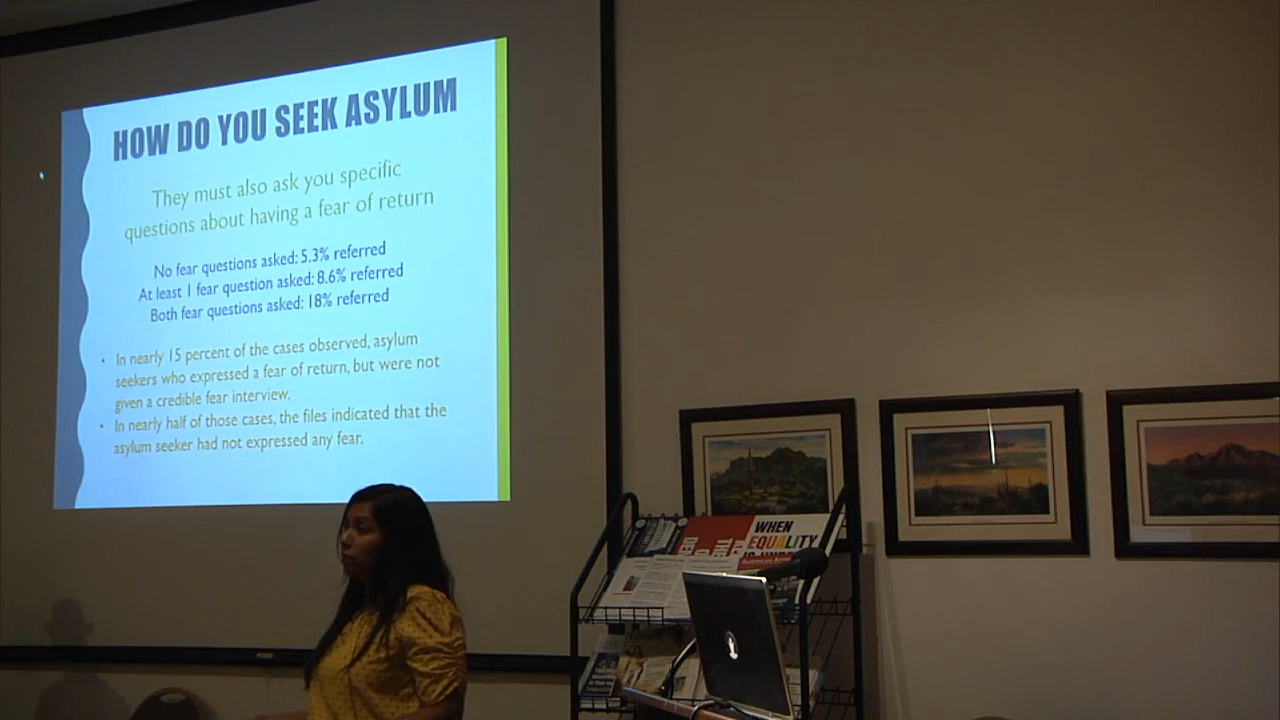 HOW DO YOU SEEK ASYLUM
They must also ask you specific
questions about having a fear of return
No fear questions asked: 5.3% referred
At least 1 fear question asked: 8.6% referred
Both fear questions asked: 18% referred
• In nearly 15 percent of the cases observed, asylum
seekers who expressed a fear of return, but were not
given a credible fear interview.
• In nearly half of those cases, the files indicated that the
asylum seeker had not expressed any fear.
WHEN
EQUALITY